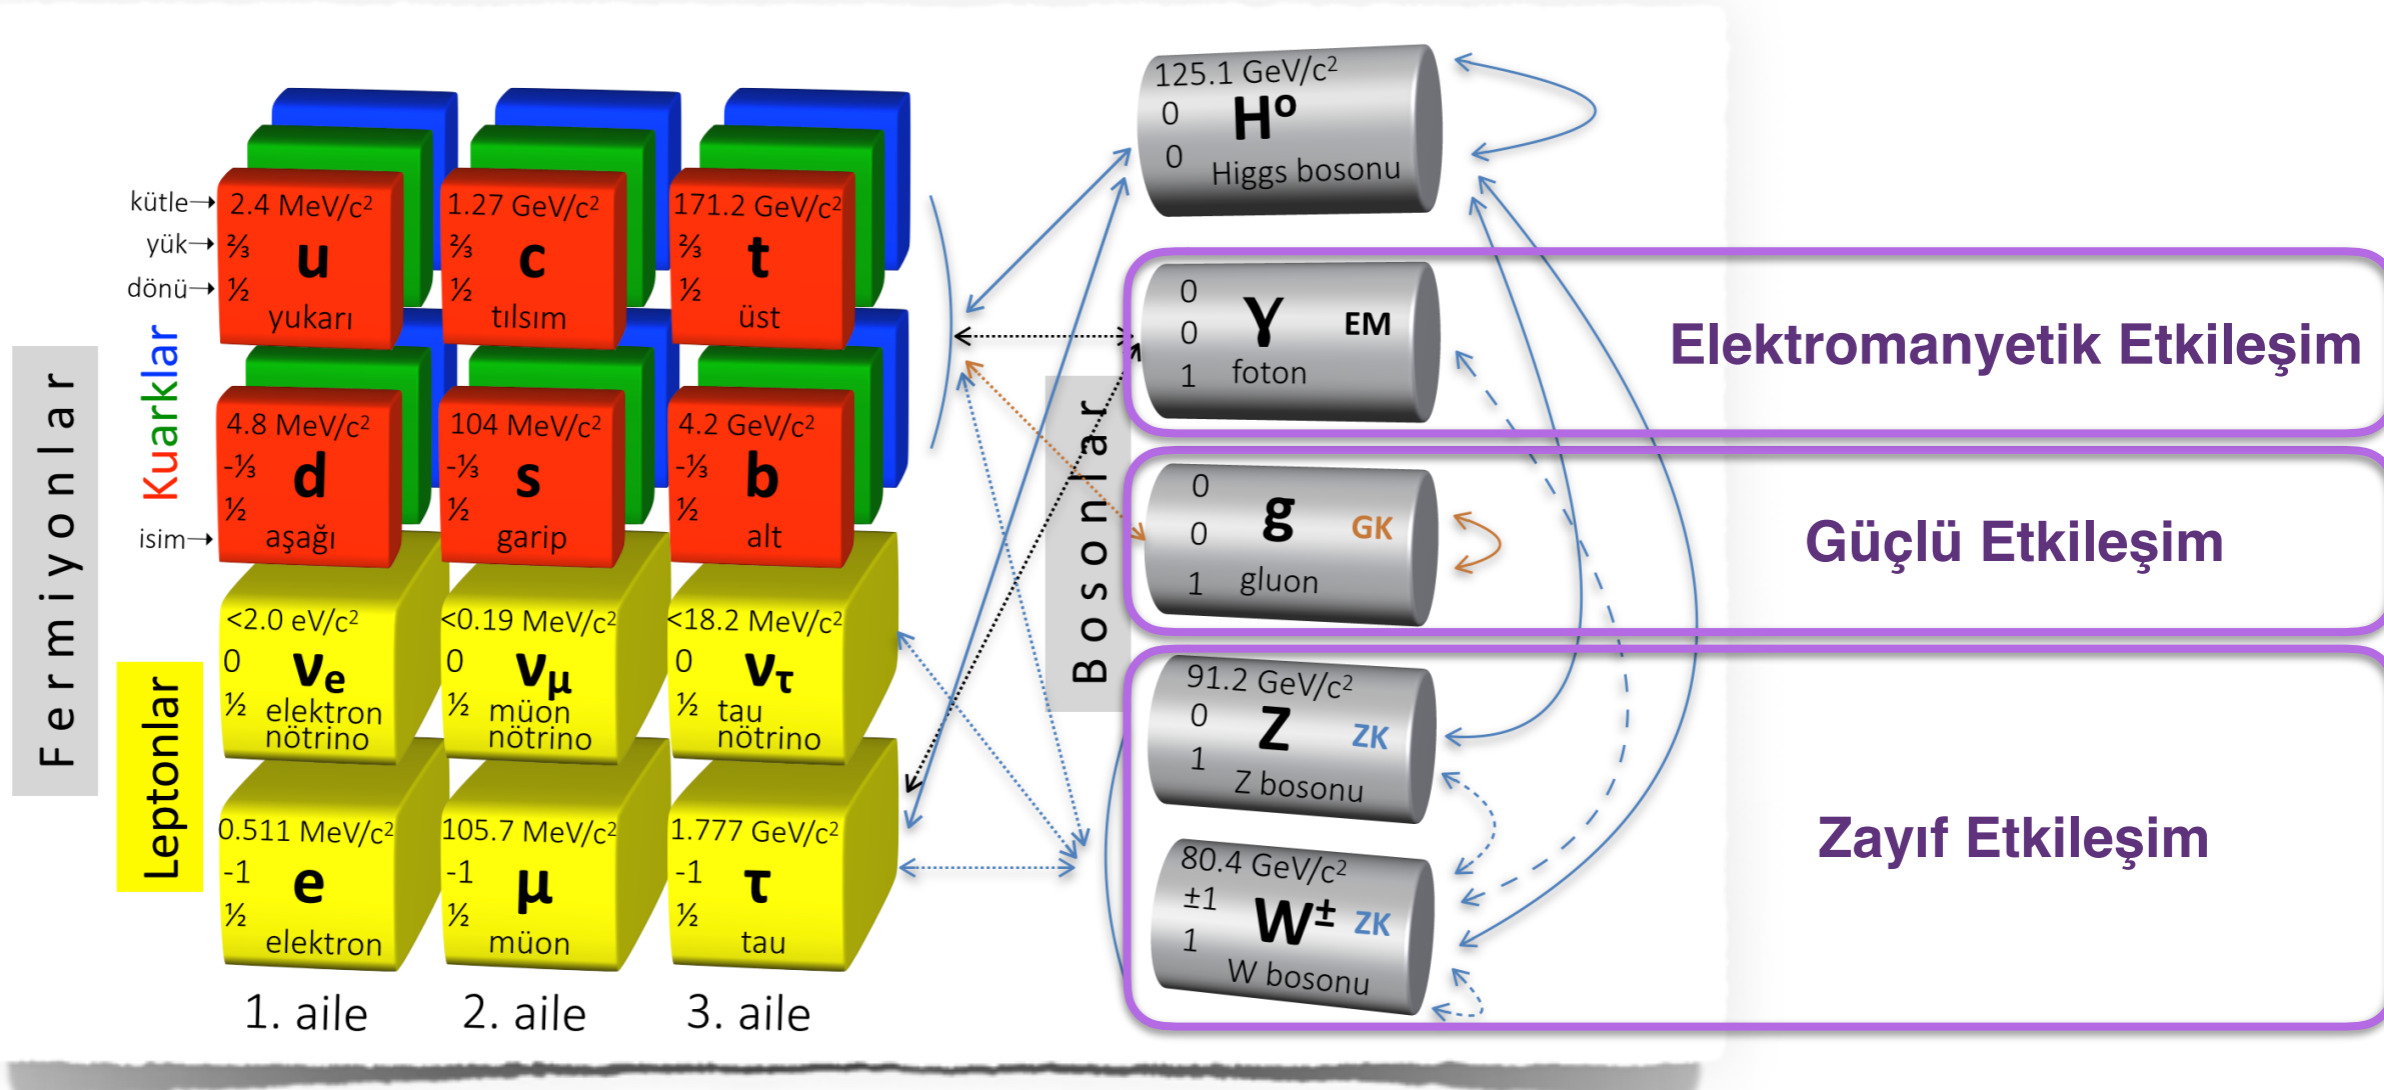 Fermiyonlar
Kuarklar
Leptonlar
kütle
yük
dönü
isim
2.4 MeV/c²
⅔
u
½
yukarı
1.27 GeV/c²
⅔
c
½
tılsım
171.2 GeV/c²
⅔
t
½
üst
4.8 MeV/c²
-⅓
d
½
aşağı
104 MeV/c²
-⅓
s
½
garip
4.2 GeV/c²
-⅓
b
½
alt
<2.0 eV/c²
0
νe
½
elektron
nötrino
<0.19 MeV/c²
0
νμ
½
müon
nötrino
<18.2 MeV/c²
0
ντ
½
tau
nötrino
0.511 MeV/c²
-1
e
½
elektron
105.7 MeV/c²
-1
μ
½
müon
1.777 GeV/c²
-1
τ
½
tau
1. aile
2. aile
3. aile
Bosonlar
125.1 GeV/c²
0
H⁰
0
Higgs bosonu
0
0
γ
EM
1
foton
Elektromanyetik Etkileşim
0
0
g
GK
1
gluon
Güçlü Etkileşim
91.2 GeV/c²
0
Z
ZK
1
Z bosonu
80.4 GeV/c²
±1
W±
ZK
1
W bosonu
Zayıf Etkileşim